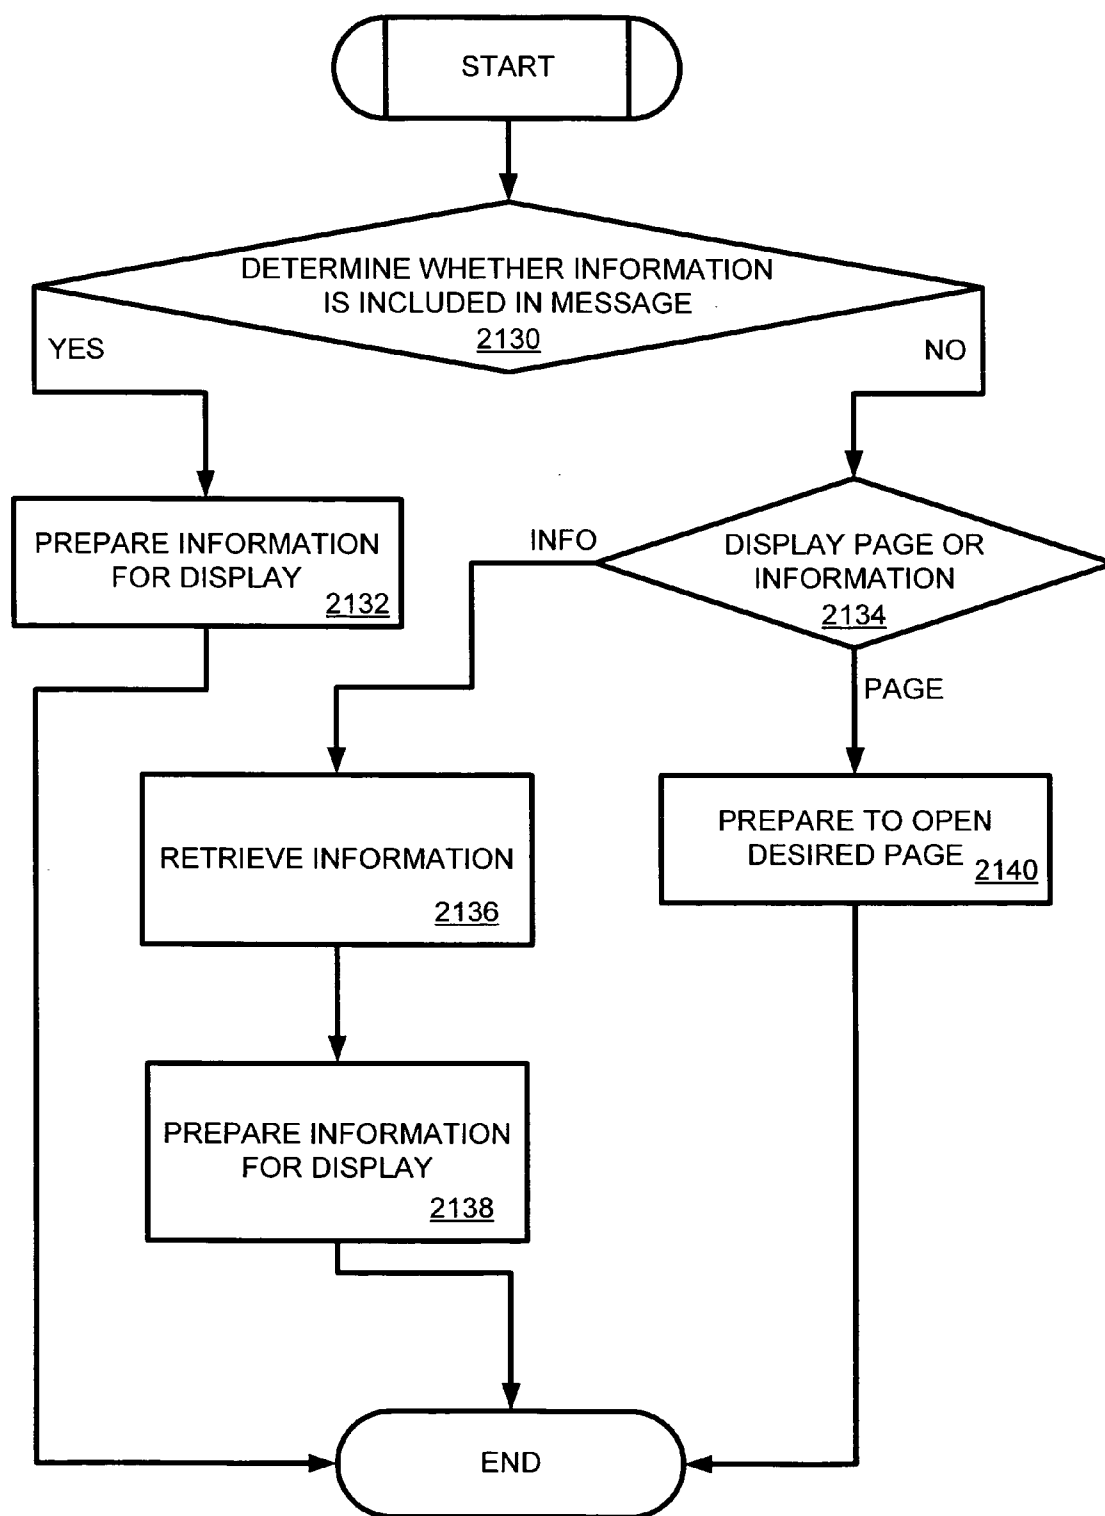 START
DETERMINE WHETHER INFORMATION
IS INCLUDED IN MESSAGE
2130
YES
NO
PREPARE INFORMATION
FOR DISPLAY
2132
INFO
DISPLAY PAGE OR
INFORMATION
2134
PAGE
RETRIEVE INFORMATION
2136
PREPARE TO OPEN
DESIRED PAGE
2140
PREPARE INFORMATION
FOR DISPLAY
2138
END